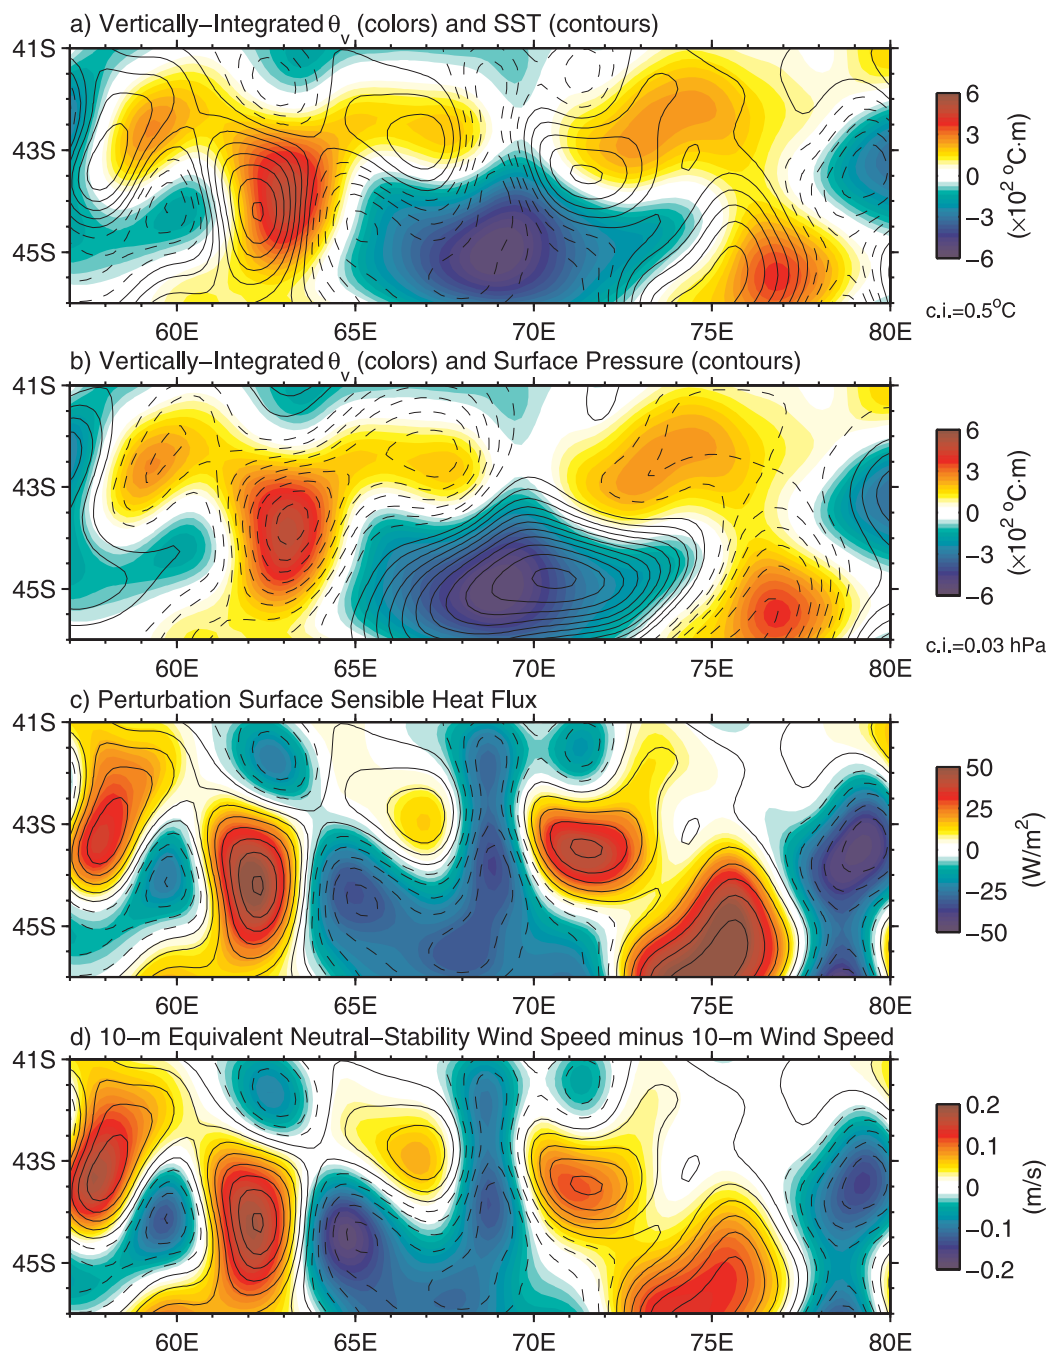 a) Vertically–Integrated θv (colors) and SST (contours)
41S
43S
45S
60E 65E 70E 75E 80E
6
3
0
−3
−6
(×10² °C·m)
c.i.=0.5°C
b) Vertically–Integrated θv (colors) and Surface Pressure (contours)
41S
43S
45S
60E 65E 70E 75E 80E
6
3
0
−3
−6
(×10² °C·m)
c.i.=0.03 hPa
c) Perturbation Surface Sensible Heat Flux
41S
43S
45S
60E 65E 70E 75E 80E
50
25
0
−25
−50
(W/m²)
d) 10–m Equivalent Neutral–Stability Wind Speed minus 10–m Wind Speed
41S
43S
45S
60E 65E 70E 75E 80E
0.2
0.1
0
−0.1
−0.2
(m/s)